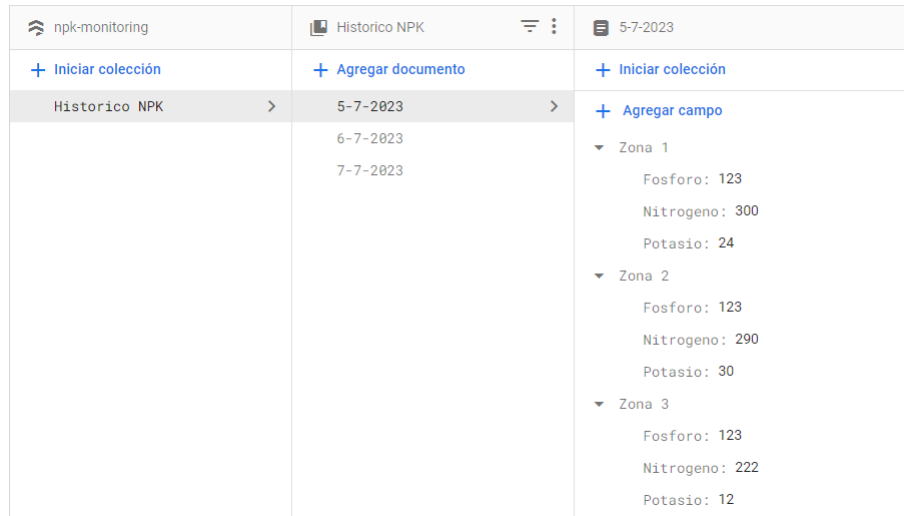 npk-monitoring
Iniciar colección
Historico NPK
Historico NPK
Agregar documento
5-7-2023
6-7-2023
7-7-2023
5-7-2023
Iniciar colección
Agregar campo
Zona 1
Fosforo: 123
Nitrogeno: 300
Potasio: 24
Zona 2
Fosforo: 123
Nitrogeno: 290
Potasio: 30
Zona 3
Fosforo: 123
Nitrogeno: 222
Potasio: 12